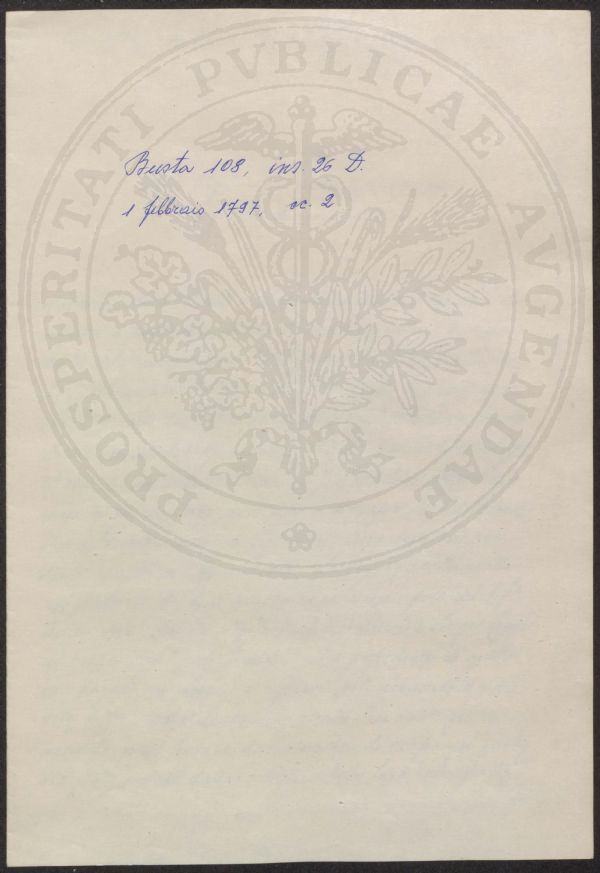 Busta 108, ins. 26 D.
1 febbraio 1797, cc. 2
PROSPERITATI PVBLICAE AVGENDAE